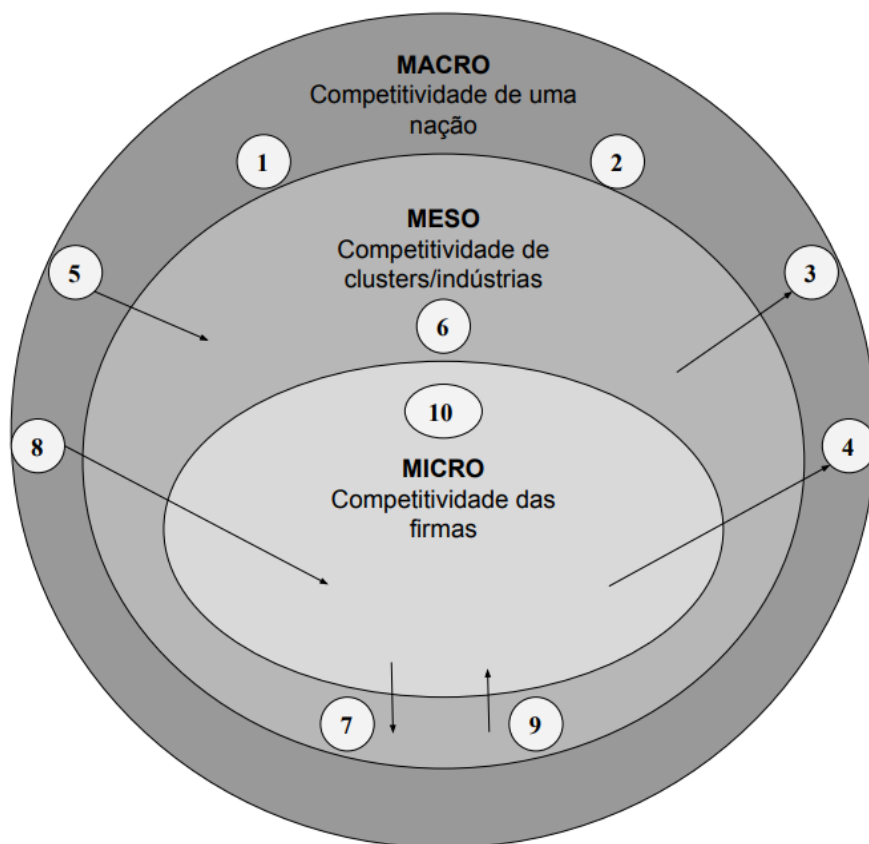 MACRO
Competitividade de uma
nação
1
2
MESO
Competitividade de
clusters/indústrias
5
3
6
10
8
4
MICRO
Competitividade das
firmas
7
9